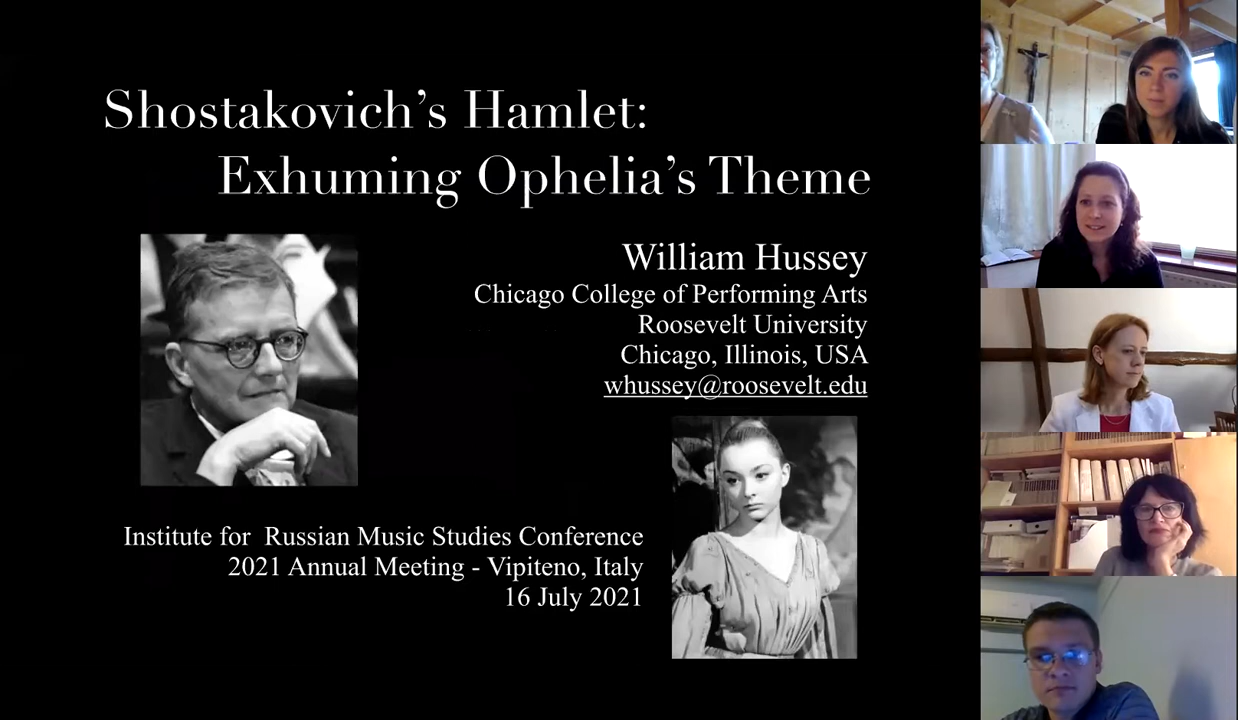 Shostakovich’s Hamlet:
Exhuming Ophelia’s Theme
William Hussey
Chicago College of Performing Arts
Roosevelt University
Chicago, Illinois, USA
whussey@roosevelt.edu
Institute for Russian Music Studies Conference
2021 Annual Meeting - Vipiteno, Italy
16 July 2021